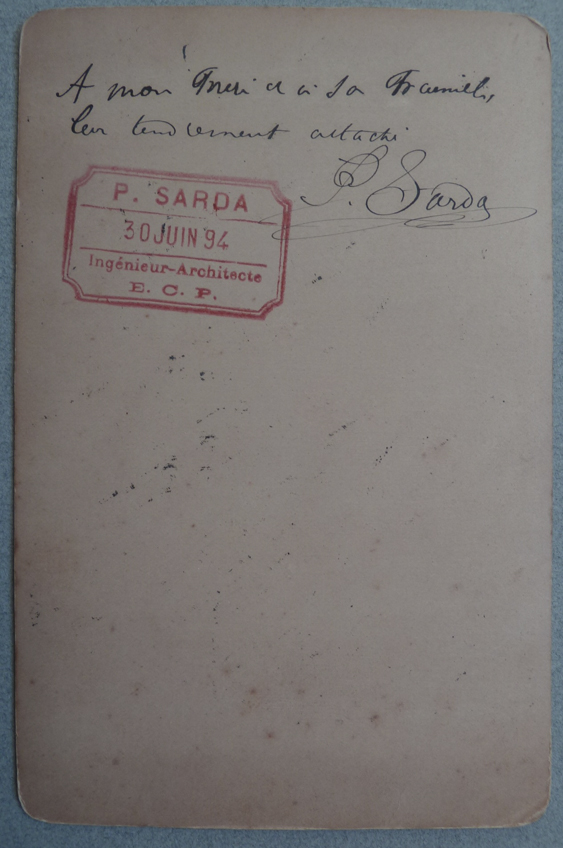 A mon Frère et à sa Famille,
leur tendrement attaché
P. Sarda
P. SARDA
30 JUIN 94
Ingénieur-Architecte
E. C. P.